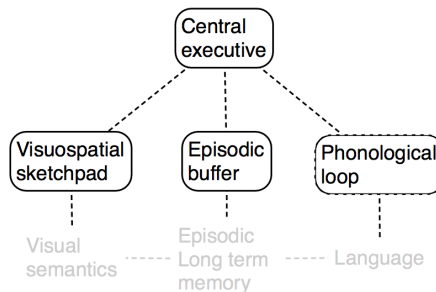 Central
executive
Visuospatial
sketchpad
Episodic
buffer
Phonological
loop
Visual
semantics
Episodic
Long term
memory
Language